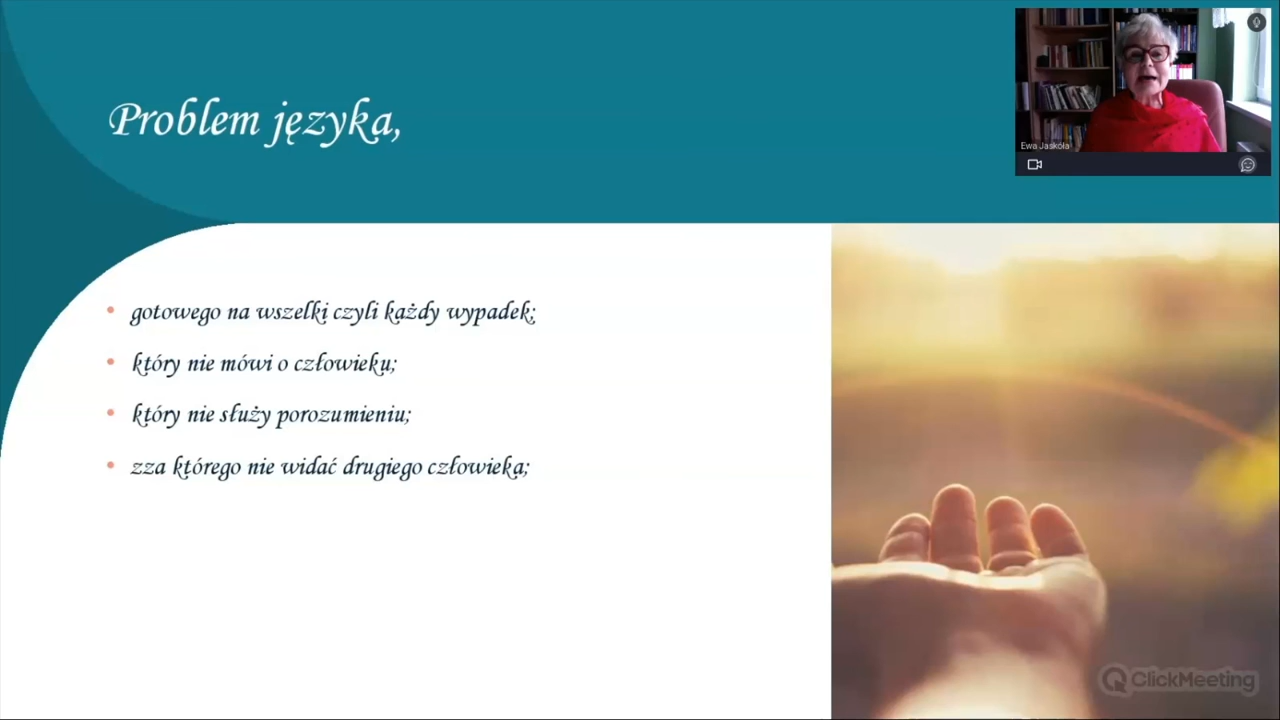 Problem języka,
Ewa Jaskóła
gotowego na wszelki czyli każdy wypadek;
który nie mówi o człowieku;
który nie służy porozumieniu;
zza którego nie widać drugiego człowieka;
ClickMeeting